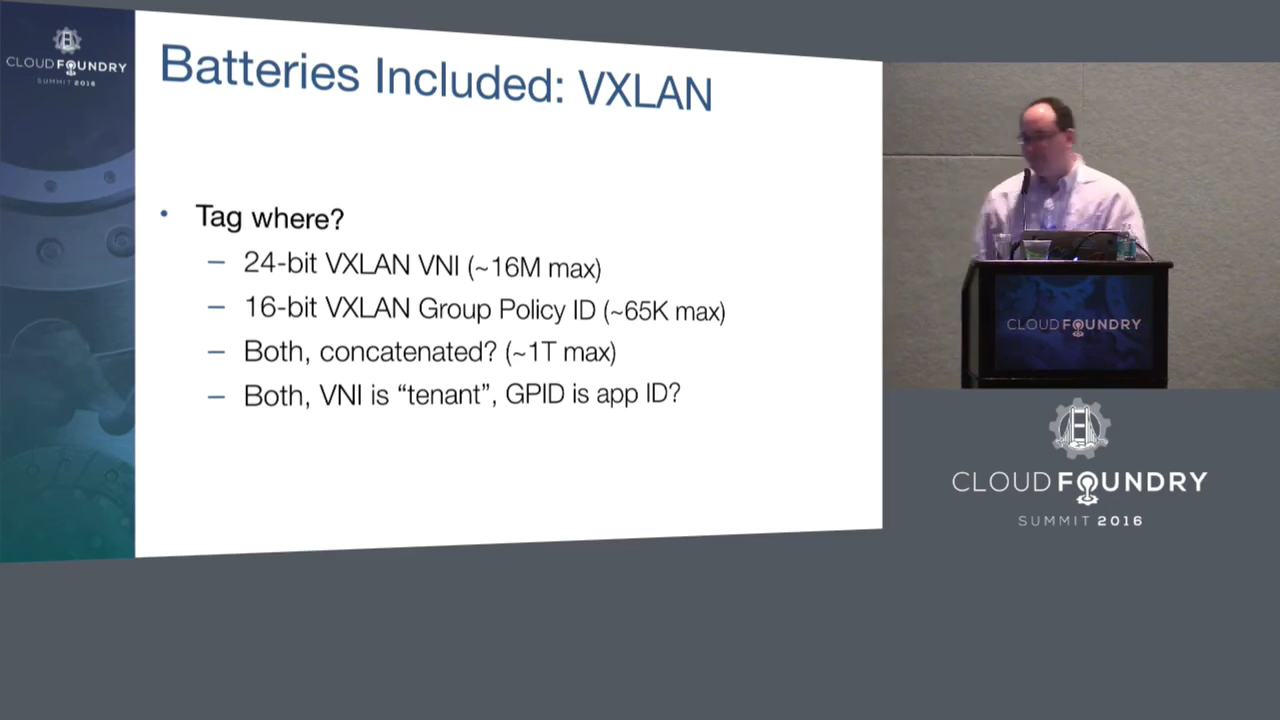 CLOUD FOUNDRY
SUMMIT 2016
Batteries Included: VXLAN
• Tag where?
– 24-bit VXLAN VNI (~16M max)
– 16-bit VXLAN Group Policy ID (~65K max)
– Both, concatenated? (~1T max)
– Both, VNI is “tenant”, GPID is app ID?
CLOUD FOUNDRY
CLOUD FOUNDRY
SUMMIT 2016